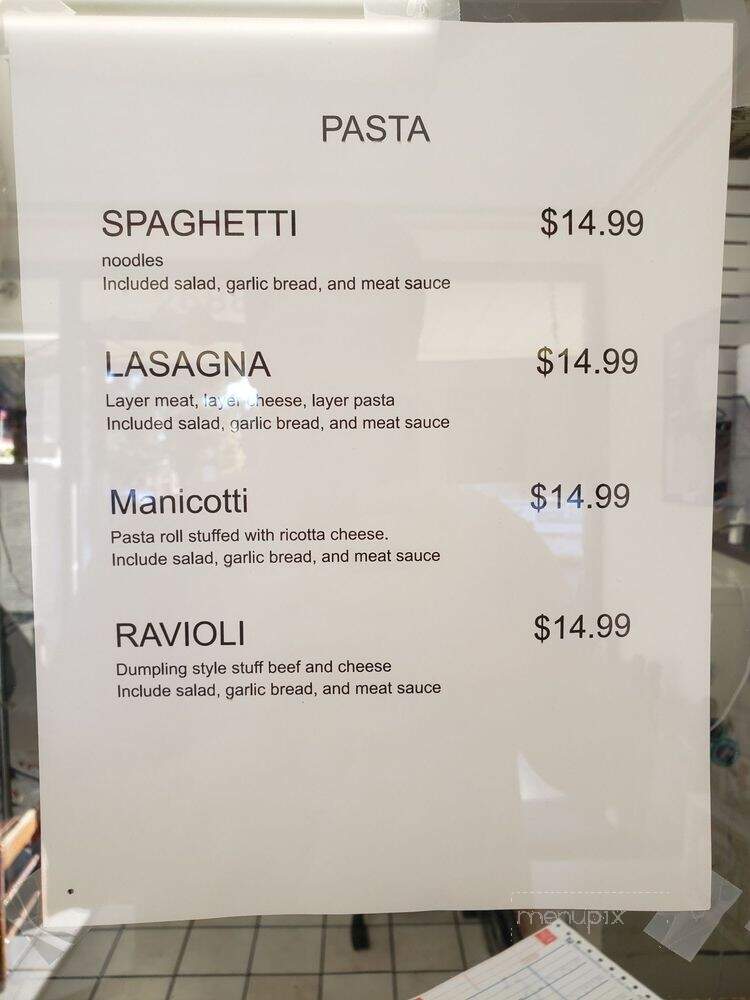 PASTA
SPAGHETTI $14.99
noodles
Included salad, garlic bread, and meat sauce
LASAGNA $14.99
Layer meat, layer cheese, layer pasta
Included salad, garlic bread, and meat sauce
Manicotti $14.99
Pasta roll stuffed with ricotta cheese.
Include salad, garlic bread, and meat sauce
RAVIOLI $14.99
Dumpling style stuff beef and cheese
Include salad, garlic bread, and meat sauce
menupix